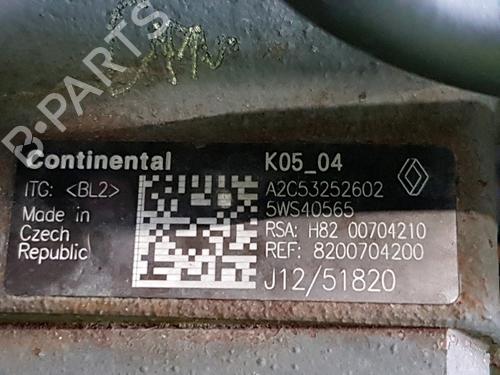 B-PARTS
Continental
K05_04
ITG: <BL2>
A2C53252602
Made in
5WS40565
Czech
RSA: H82 00704210
Republic
REF: 8200704200
J12/51820